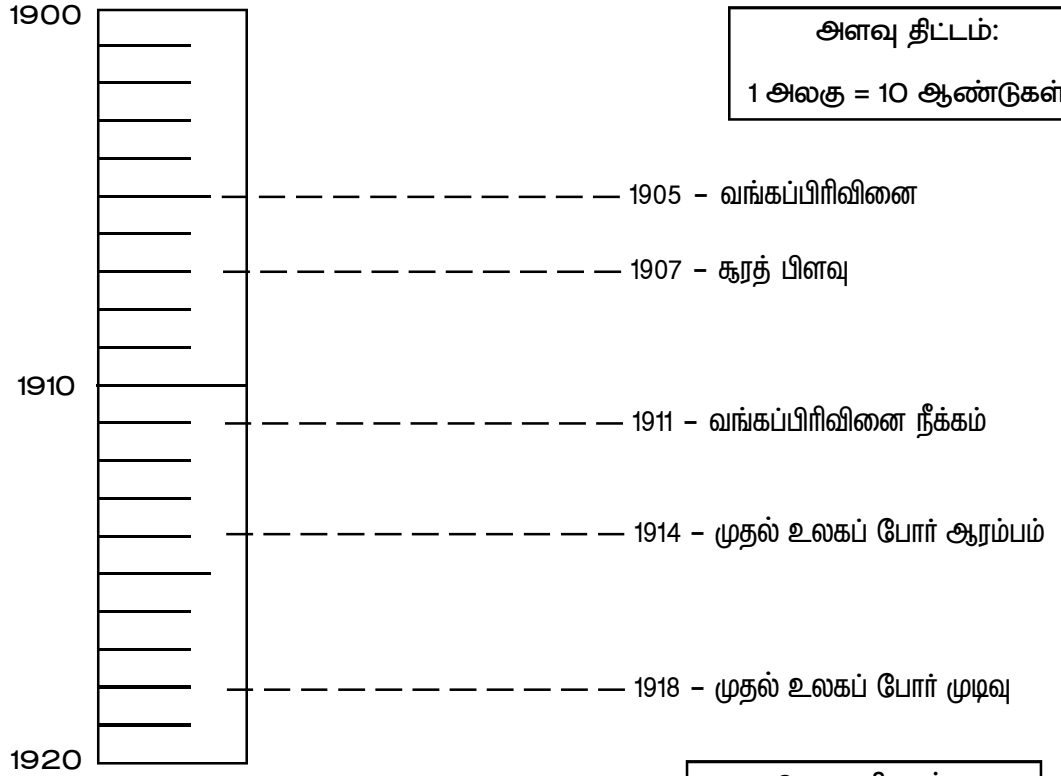 1900
அளவு திட்டம்:
1 அலகு = 10 ஆண்டுகள்
1905 – வங்கப்பிரிவினை
1907 – சூரத் பிளவு
1910
1911 – வங்கப்பிரிவினை நீக்கம்
1914 – முதல் உலகப் போர் ஆரம்பம்
1918 – முதல் உலகப் போர் முடிவு
1920